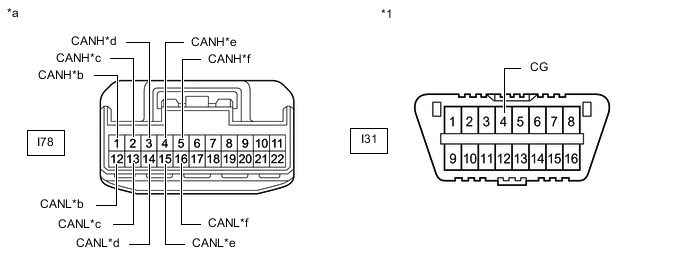 *a
*1
CANH*d
CANH*e
CANH*c
CANH*f
CANH*b
CG
I78
1 2 3 4 5 6 7 8 9 10 11
12 13 14 15 16 17 18 19 20 21 22
I31
1 2 3 4 5 6 7 8
9 10 11 12 13 14 15 16
CANL*b
CANL*c
CANL*f
CANL*d
CANL*e